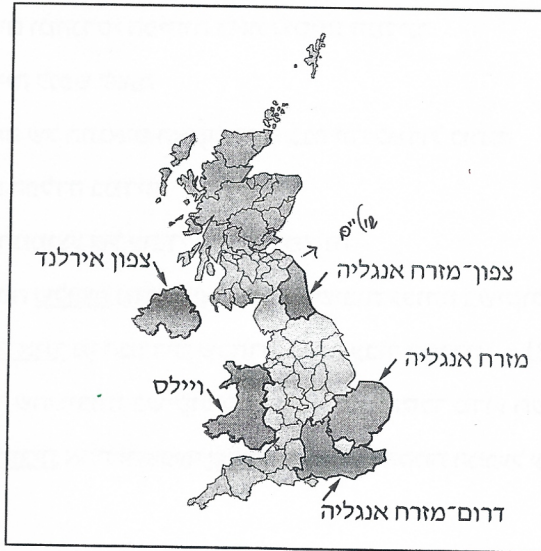 צפון אירלנד
צפון-מזרח אנגליה
מזרח אנגליה
ויילס
דרום-מזרח אנגליה